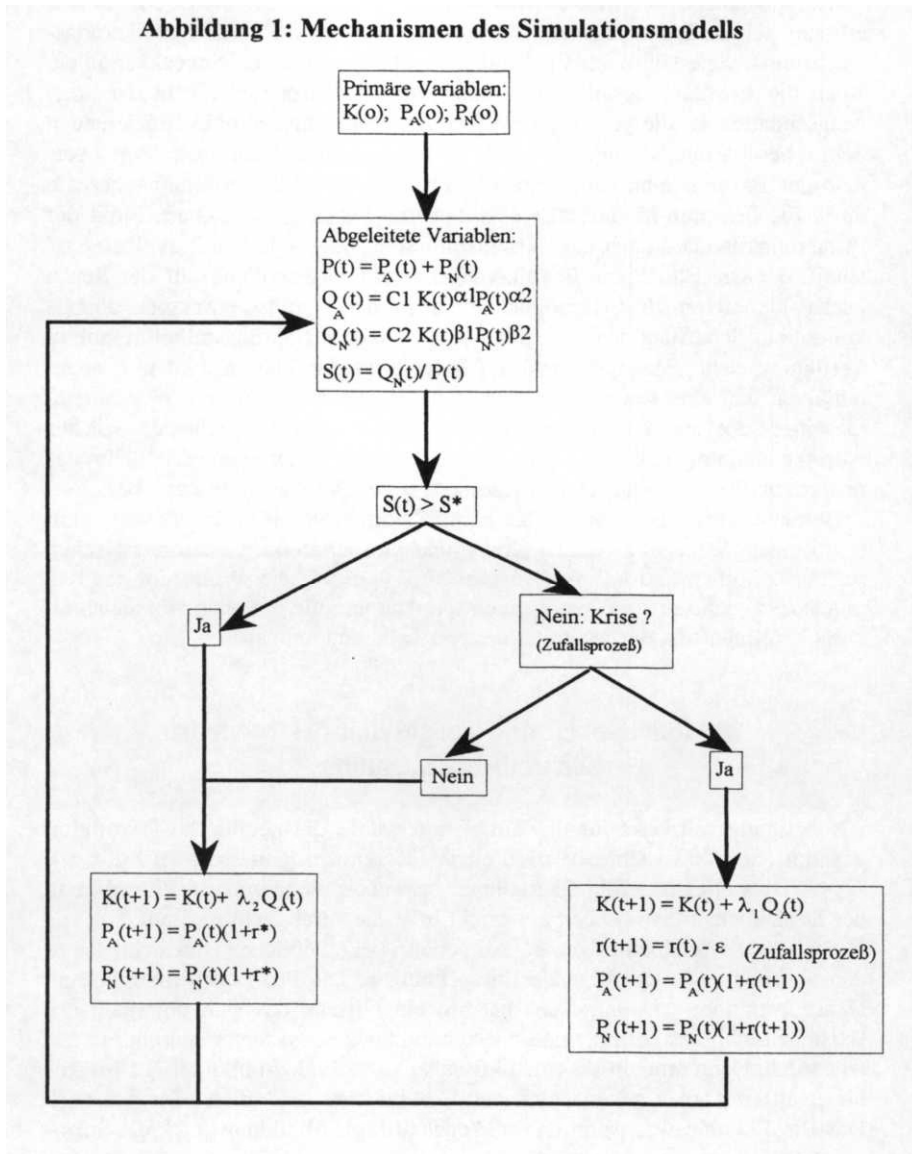 Abbildung 1: Mechanismen des Simulationsmodells
Primäre Variablen:
K(o); P_A(o); P_N(o)
Abgeleitete Variablen:
P(t) = P_A(t) + P_N(t)
Q_A(t) = C1 K(t)α1P_A(t)α2
Q_N(t) = C2 K(t)β1P_N(t)β2
S(t) = Q_N(t)/ P(t)
S(t) > S*
Ja
Nein: Krise ?
(Zufallsprozeß)
Nein
Ja
K(t+1) = K(t)+ λ_2 Q_A(t)
P_A(t+1) = P_A(t)(1+r*)
P_N(t+1) = P_N(t)(1+r*)
K(t+1) = K(t) + λ_1 Q_A(t)
r(t+1) = r(t) - ε
(Zufallsprozeß)
P_A(t+1) = P_A(t)(1+r(t+1))
P_N(t+1) = P_N(t)(1+r(t+1))